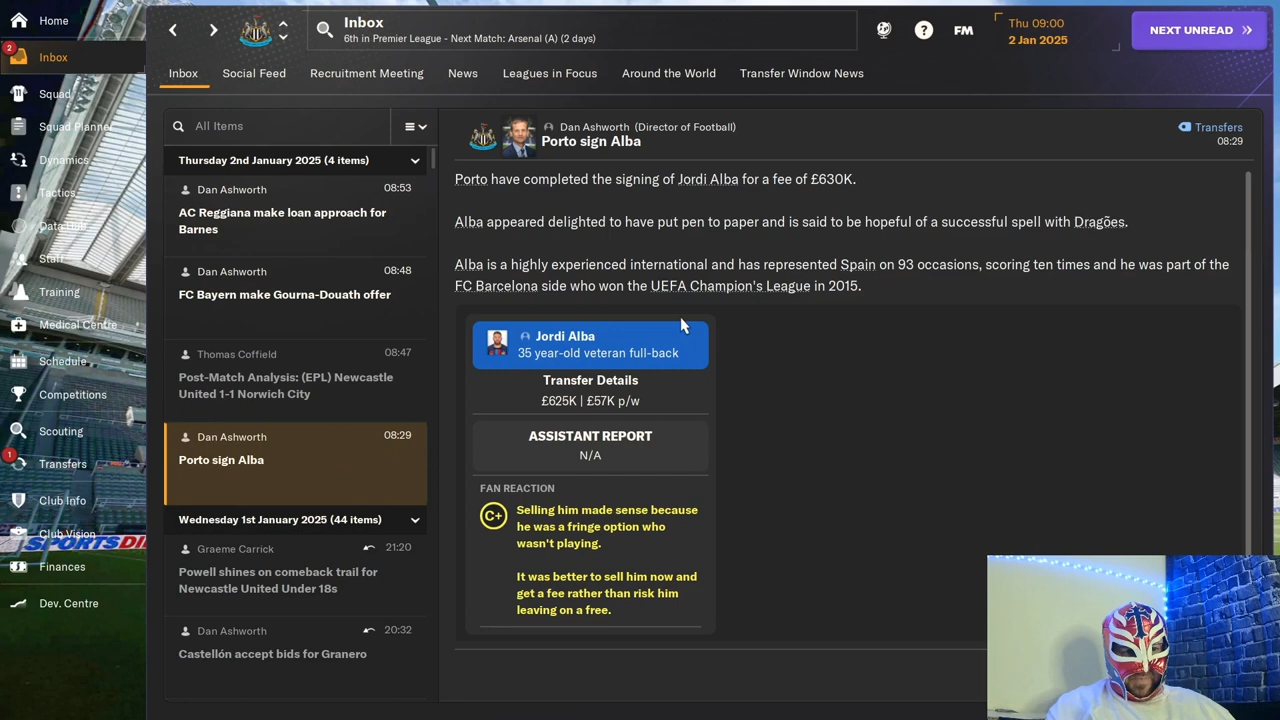 Home
2
Inbox
Squad
Squad Planner
Dynamics
Tactics
Data Hub
Staff
Training
Medical Centre
Schedule
Competitions
Scouting
1
Transfers
Club Info
Club Vision
SPORTS DI
Finances
Dev. Centre
Inbox
6th in Premier League - Next Match: Arsenal (A) (2 days)
?
FM
Thu 09:00
2 Jan 2025
NEXT UNREAD
Inbox
Social Feed
Recruitment Meeting
News
Leagues in Focus
Around the World
Transfer Window News
All Items
Thursday 2nd January 2025 (4 items)
Dan Ashworth
08:53
AC Reggiana make loan approach for
Barnes
Dan Ashworth
08:48
FC Bayern make Gourna-Douath offer
Thomas Coffield
08:47
Post-Match Analysis: (EPL) Newcastle
United 1-1 Norwich City
Dan Ashworth
08:29
Porto sign Alba
Wednesday 1st January 2025 (44 items)
Graeme Carrick
21:20
Powell shines on comeback trail for
Newcastle United Under 18s
Dan Ashworth
20:32
Castellón accept bids for Granero
Dan Ashworth (Director of Football)
Porto sign Alba
Transfers
08:29
Porto have completed the signing of Jordi Alba for a fee of £630K.
Alba appeared delighted to have put pen to paper and is said to be hopeful of a successful spell with Dragões.
Alba is a highly experienced international and has represented Spain on 93 occasions, scoring ten times and he was part of the
FC Barcelona side who won the UEFA Champion's League in 2015.
Jordi Alba
35 year-old veteran full-back
Transfer Details
£625K | £57K p/w
ASSISTANT REPORT
N/A
FAN REACTION
C+
Selling him made sense because
he was a fringe option who
wasn't playing.
It was better to sell him now and
get a fee rather than risk him
leaving on a free.